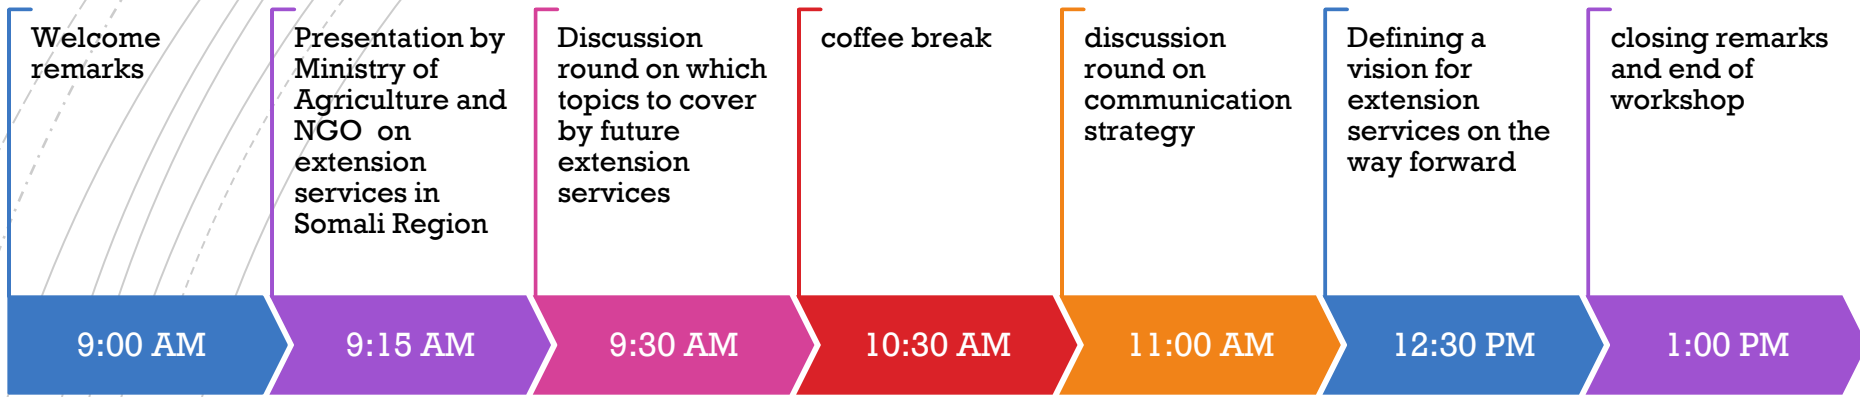 Welcome
remarks
Presentation by
Ministry of
Agriculture and
NGO  on
extension
services in
Somali Region
Discussion
round on which
topics to cover
by future
extension
services
coffee break
discussion
round on
communication
strategy
Defining a
vision for
extension
services on the
way forward
closing remarks
and end of
workshop
9:00 AM
9:15 AM
9:30 AM
10:30 AM
11:00 AM
12:30 PM
1:00 PM